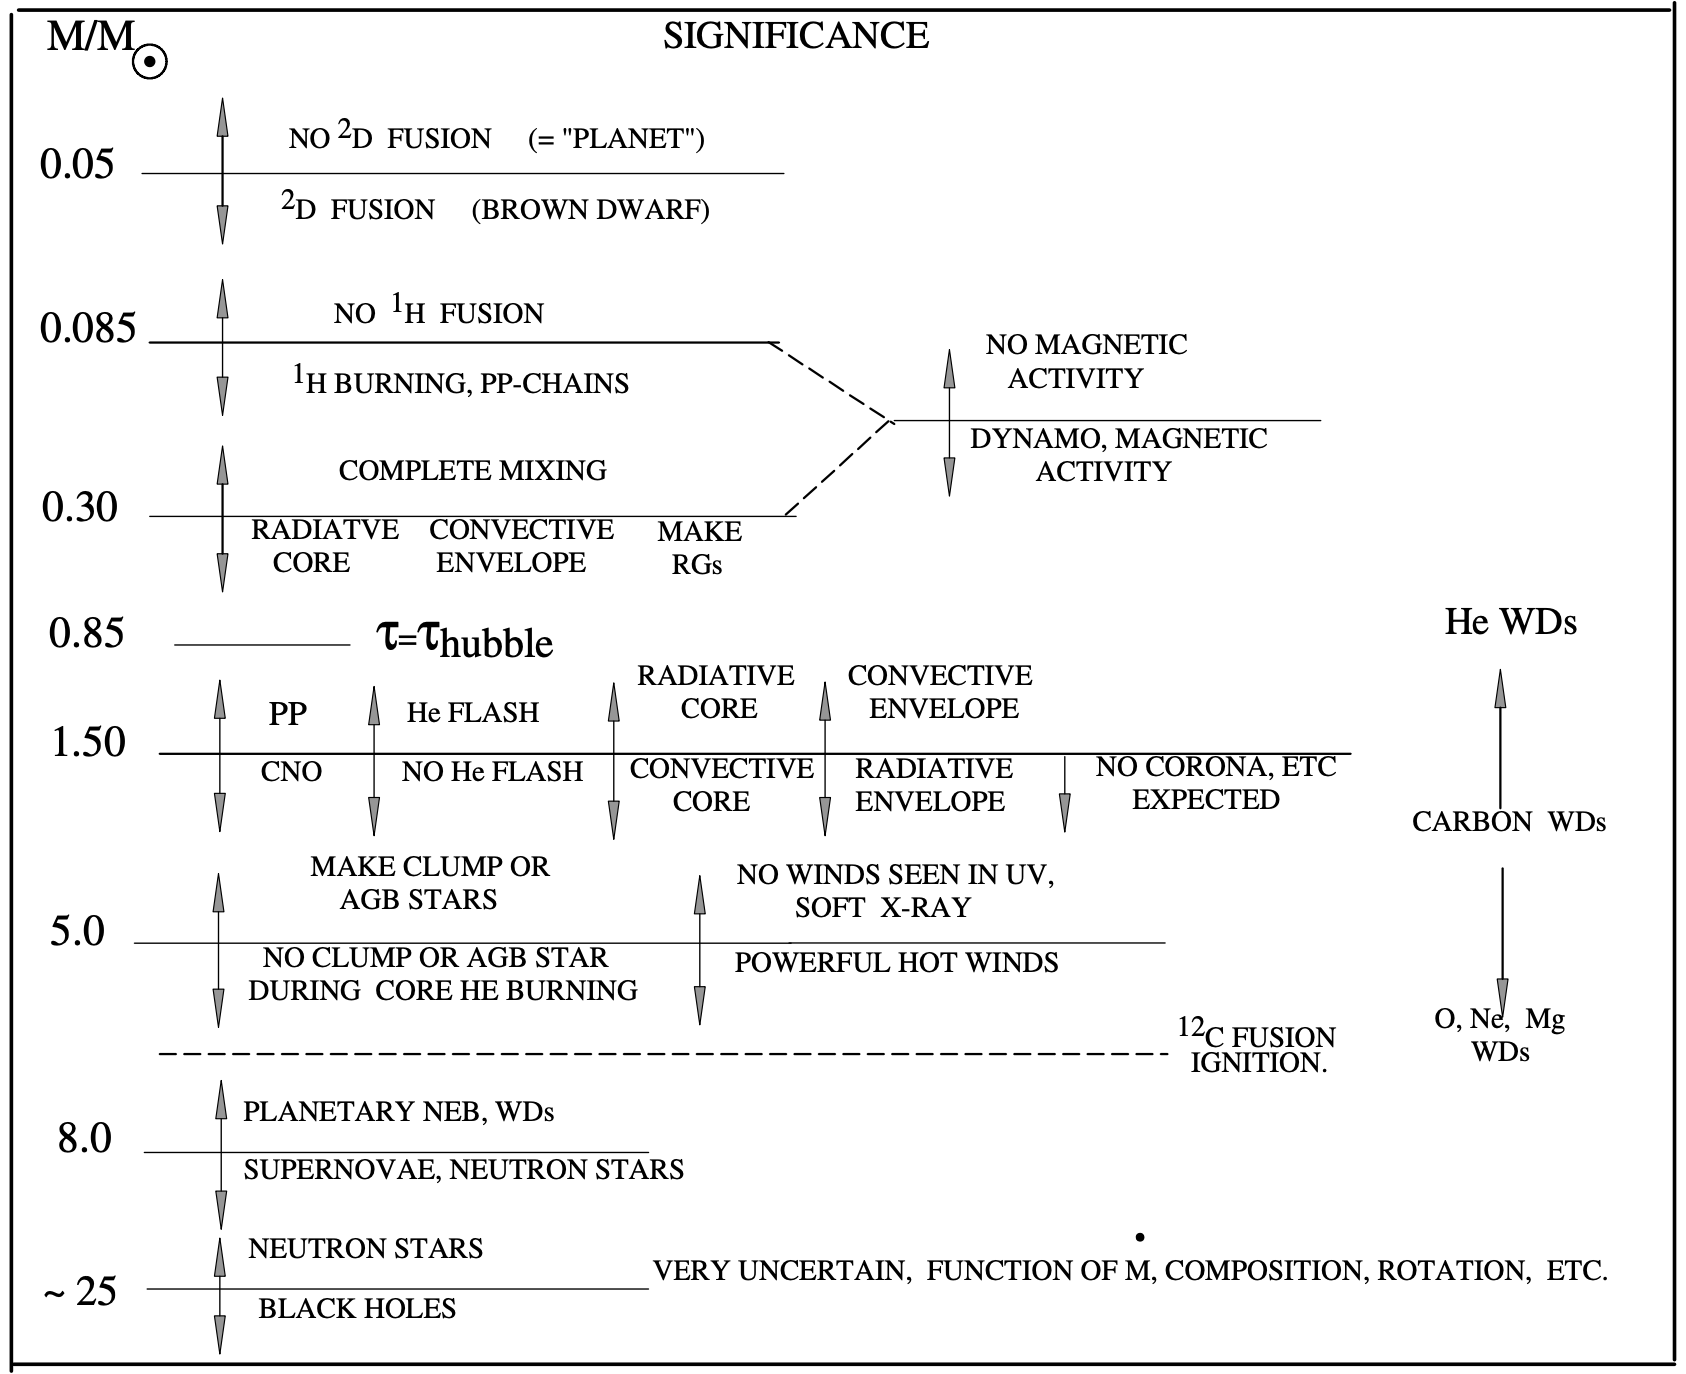 M/M⊙ SIGNIFICANCE
NO ²D FUSION (= "PLANET")
0.05
²D FUSION (BROWN DWARF)
NO ¹H FUSION
0.085
¹H BURNING, PP-CHAINS
NO MAGNETIC
ACTIVITY
DYNAMO, MAGNETIC
ACTIVITY
COMPLETE MIXING
0.30
RADIATVE
CORE
CONVECTIVE
ENVELOPE
MAKE
RGs
0.85
τ=τhubble
He WDs
PP
He FLASH
RADIATIVE
CORE
CONVECTIVE
ENVELOPE
1.50
CNO
NO He FLASH
CONVECTIVE
CORE
RADIATIVE
ENVELOPE
NO CORONA, ETC
EXPECTED
CARBON WDs
MAKE CLUMP OR
AGB STARS
NO WINDS SEEN IN UV,
SOFT X-RAY
5.0
NO CLUMP OR AGB STAR
DURING CORE HE BURNING
POWERFUL HOT WINDS
¹²C FUSION
IGNITION.
O, Ne, Mg
WDs
PLANETARY NEB, WDs
8.0
SUPERNOVAE, NEUTRON STARS
NEUTRON STARS
~ 25
VERY UNCERTAIN, FUNCTION OF Ṁ, COMPOSITION, ROTATION, ETC.
BLACK HOLES